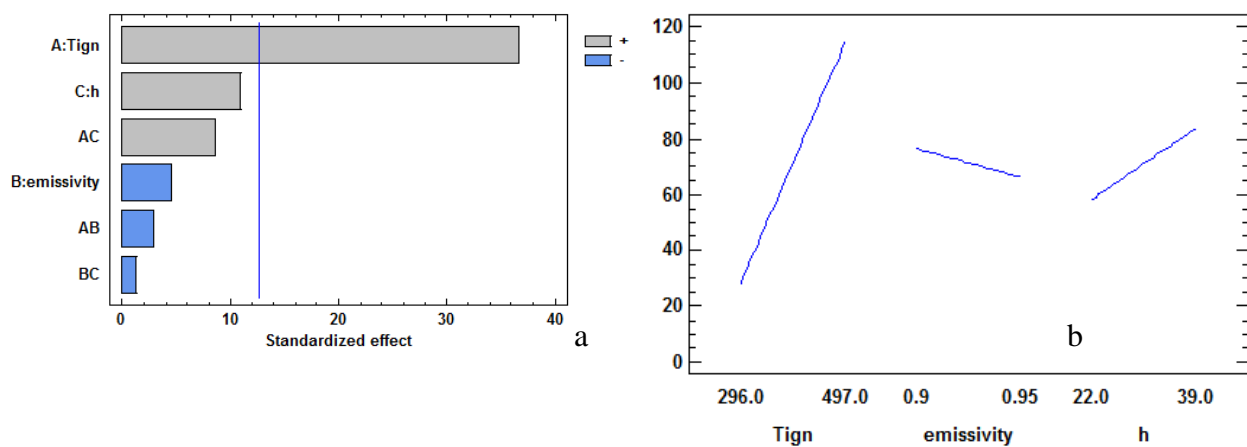 A:Tign
C:h
AC
B:emissivity
AB
BC
0 10 20 30 40
Standardized effect
+
-
a
120
100
80
60
40
20
0
296.0 497.0 0.9 0.95 22.0 39.0
Tign emissivity h
b